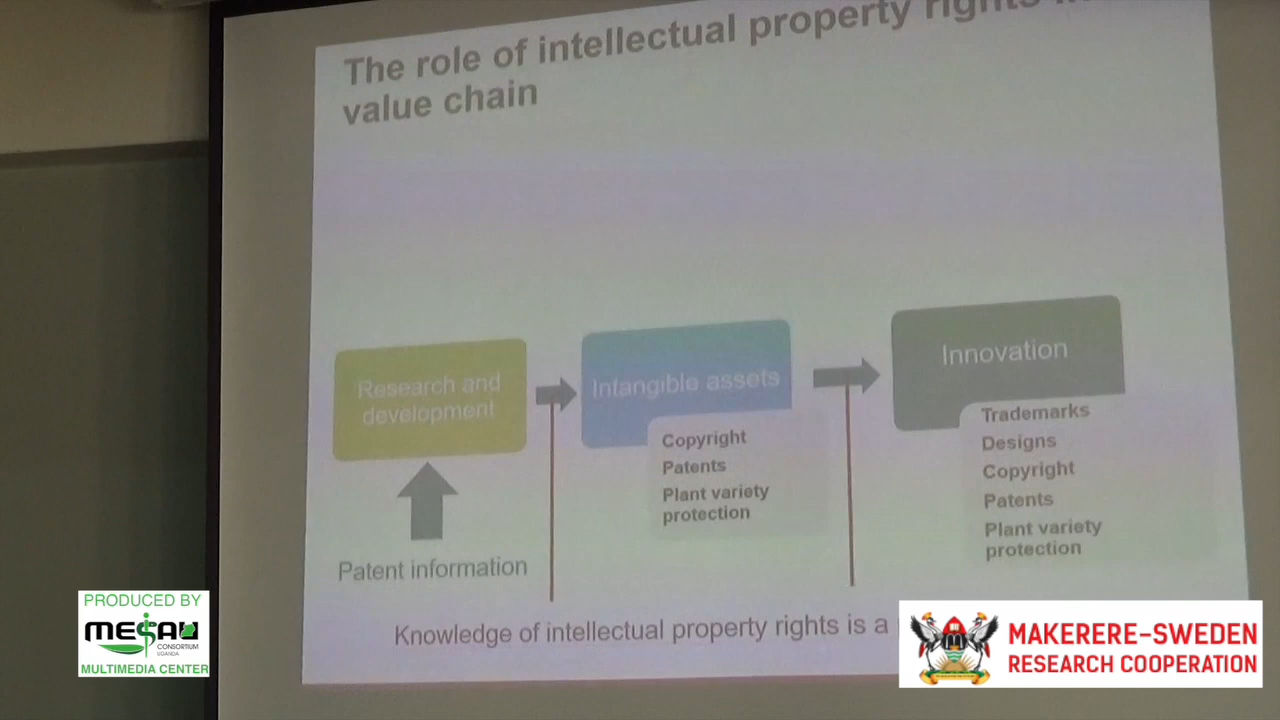 The role of intellectual property rights
value chain
Research and
development
Intangible assets
Innovation
Copyright
Patents
Plant variety
protection
Trademarks
Designs
Copyright
Patents
Plant variety
protection
Patent information
Knowledge of intellectual property rights is a
PRODUCED BY
MESAU
CONSORTIUM
UGANDA
MULTIMEDIA CENTER
MAKERERE-SWEDEN
RESEARCH COOPERATION